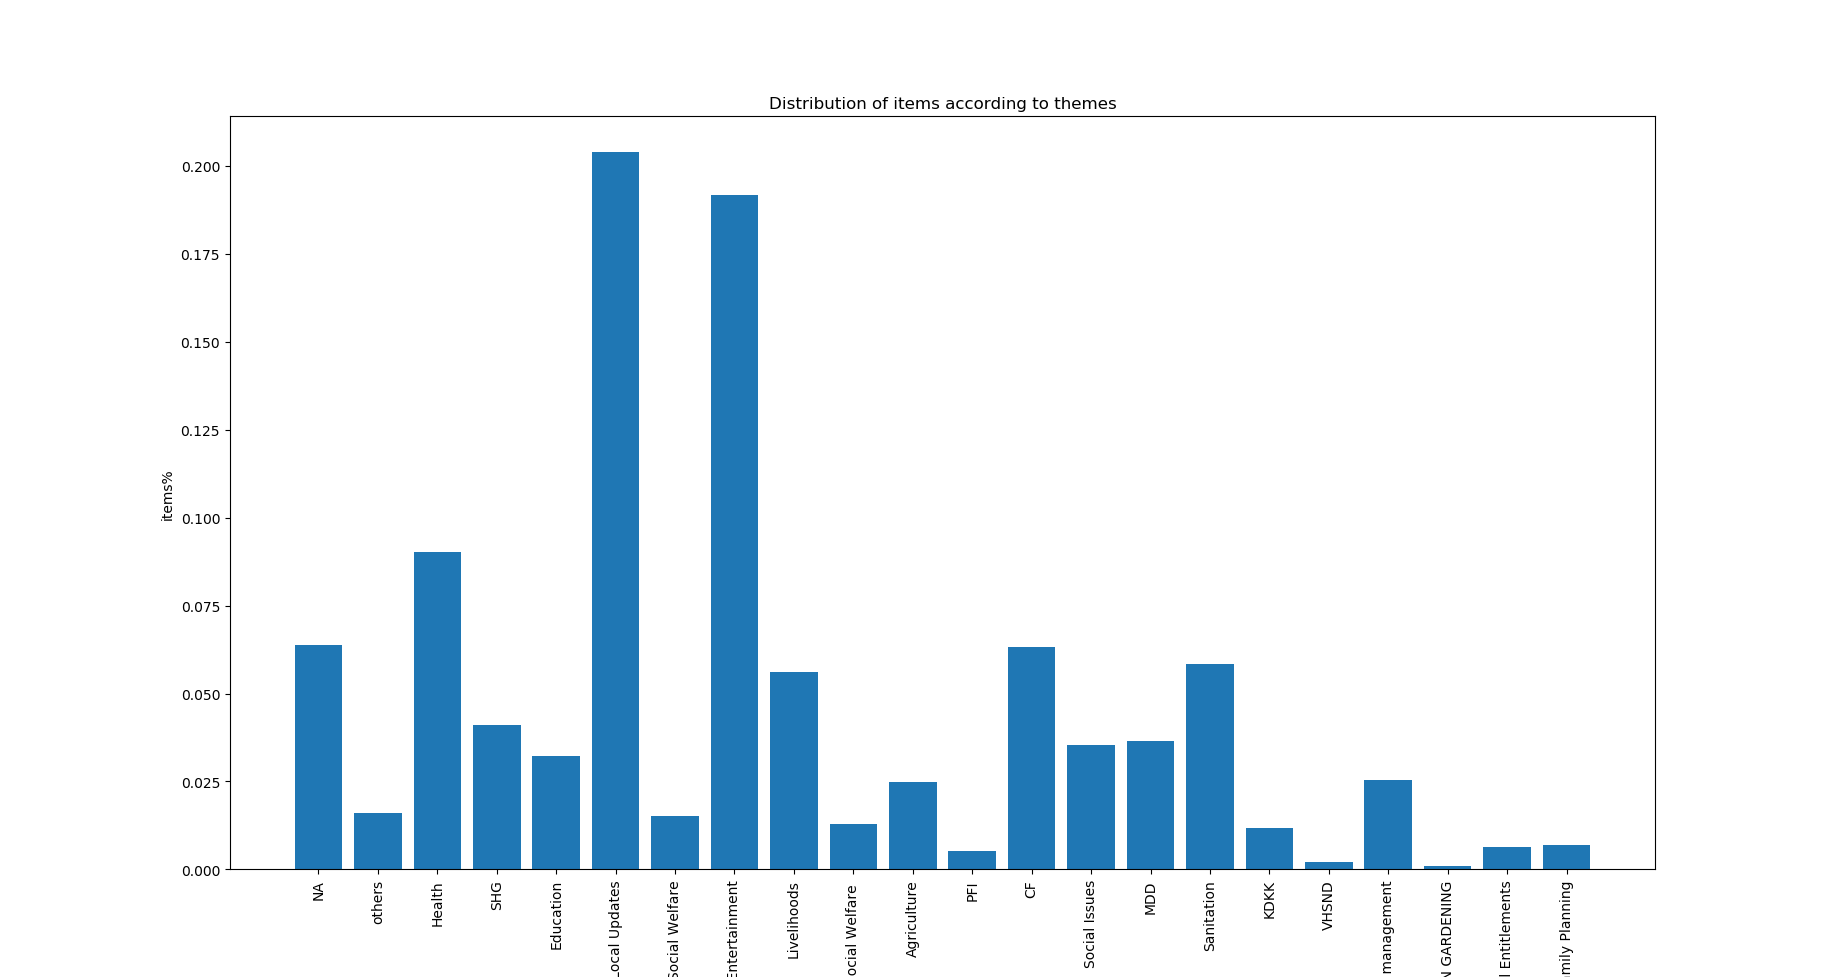 Distribution of items according to themes
items%
0.200
0.175
0.150
0.125
0.100
0.075
0.050
0.025
0.000
NA
others
Health
SHG
Education
Local Updates
Social Welfare
Entertainment
Livelihoods
ocial Welfare
Agriculture
PFI
CF
Social Issues
MDD
Sanitation
KDKK
VHSND
management
N GARDENING
l Entitlements
mily Planning